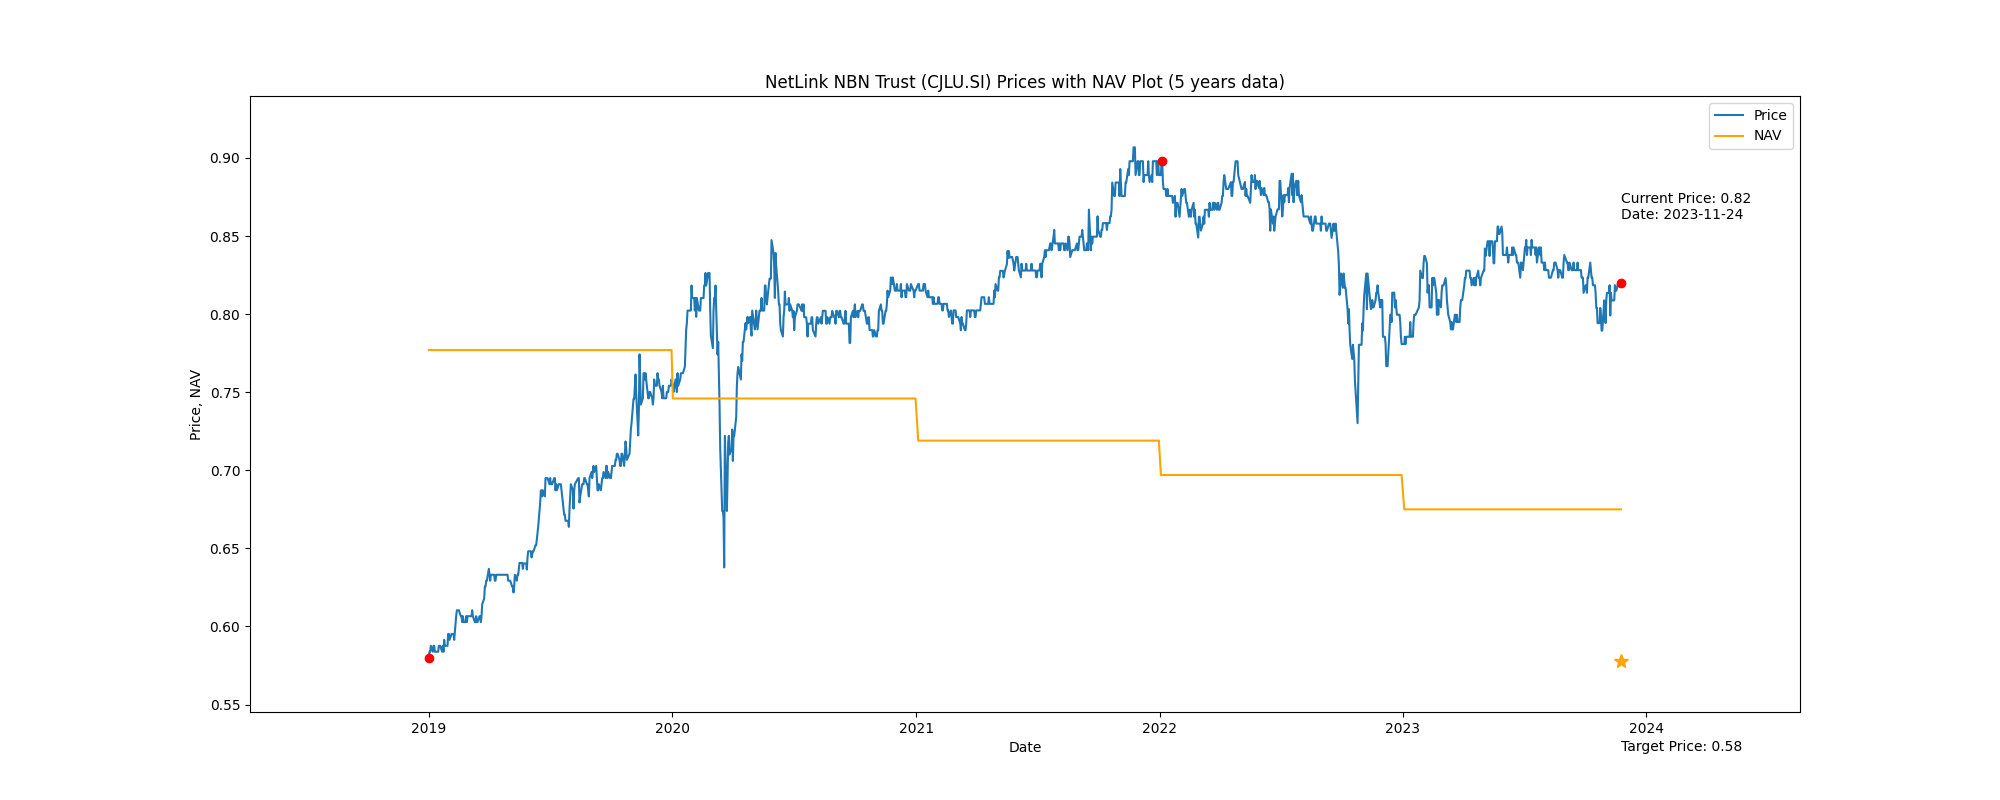 NetLink NBN Trust (CJLU.SI) Prices with NAV Plot (5 years data)
Price
NAV
Current Price: 0.82
Date: 2023-11-24
0.90
0.85
0.80
0.75
0.70
0.65
0.60
0.55
Price, NAV
2019
2020
2021
2022
2023
2024
Date
Target Price: 0.58